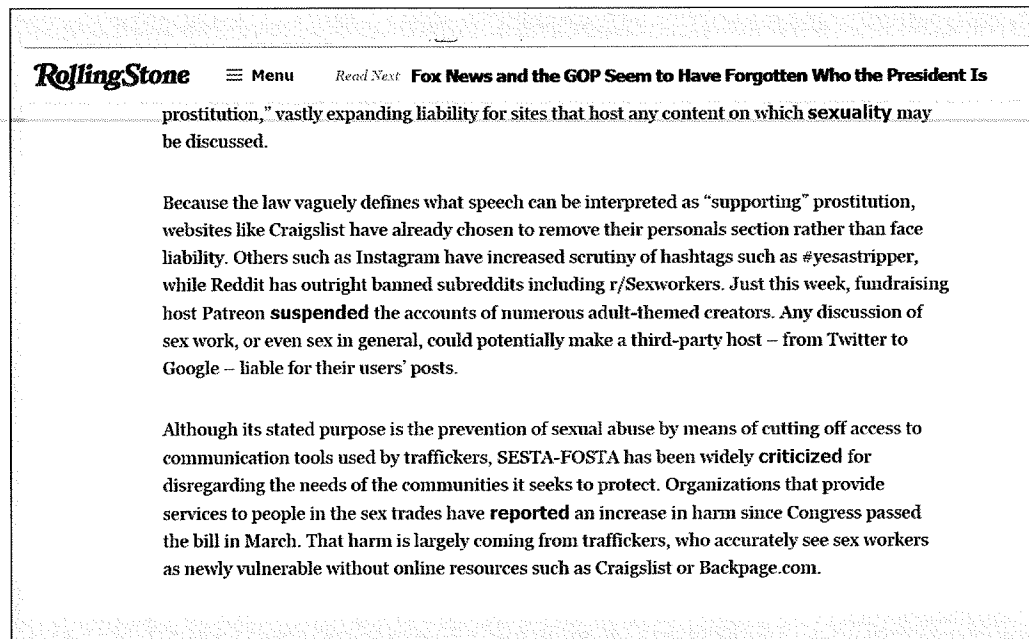 RollingStone ☰ Menu Read Next Fox News and the GOP Seem to Have Forgotten Who the President Is
prostitution,” vastly expanding liability for sites that host any content on which sexuality may
be discussed.
Because the law vaguely defines what speech can be interpreted as “supporting” prostitution,
websites like Craigslist have already chosen to remove their personals section rather than face
liability. Others such as Instagram have increased scrutiny of hashtags such as #yesastripper,
while Reddit has outright banned subreddits including r/Sexworkers. Just this week, fundraising
host Patreon suspended the accounts of numerous adult-themed creators. Any discussion of
sex work, or even sex in general, could potentially make a third-party host – from Twitter to
Google – liable for their users’ posts.
Although its stated purpose is the prevention of sexual abuse by means of cutting off access to
communication tools used by traffickers, SESTA-FOSTA has been widely criticized for
disregarding the needs of the communities it seeks to protect. Organizations that provide
services to people in the sex trades have reported an increase in harm since Congress passed
the bill in March. That harm is largely coming from traffickers, who accurately see sex workers
as newly vulnerable without online resources such as Craigslist or Backpage.com.